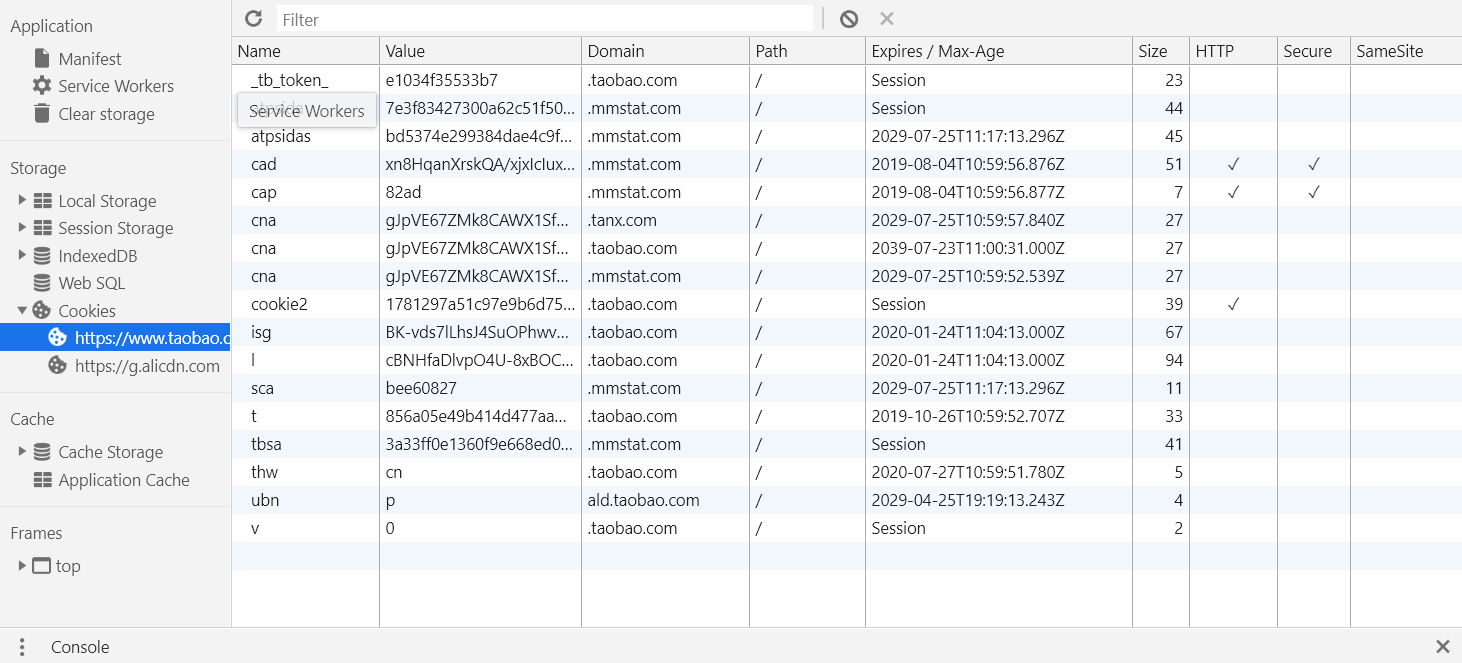 Application
Manifest
Service Workers
Clear storage
Storage
Local Storage
Session Storage
IndexedDB
Web SQL
Cookies
https://www.taobao.c
https://g.alicdn.com
Cache
Cache Storage
Application Cache
Frames
top
Filter
Name Value Domain Path Expires / Max-Age Size HTTP Secure SameSite
_tb_token_ e1034f35533b7 .taobao.com / Session 23
atpsida 7e3f83427300a62c51f50... .mmstat.com / Session 44
Service Workers
atpsidas bd5374e299384dae4c9f... .mmstat.com / 2029-07-25T11:17:13.296Z 45
cad xn8HqanXrskQA/xjxIcIux... .mmstat.com / 2019-08-04T10:59:56.876Z 51 ✓ ✓
cap 82ad .mmstat.com / 2019-08-04T10:59:56.877Z 7 ✓ ✓
cna gJpVE67ZMk8CAWX1Sf... .tanx.com / 2029-07-25T10:59:57.840Z 27
cna gJpVE67ZMk8CAWX1Sf... .taobao.com / 2039-07-23T11:00:31.000Z 27
cna gJpVE67ZMk8CAWX1Sf... .mmstat.com / 2029-07-25T10:59:52.539Z 27
cookie2 1781297a51c97e9b6d75... .taobao.com / Session 39 ✓
isg BK-vds7lLhsJ4SuOPhwv... .taobao.com / 2020-01-24T11:04:13.000Z 67
l cBNHfaDlvpO4U-8xBOC... .taobao.com / 2020-01-24T11:04:13.000Z 94
sca bee60827 .mmstat.com / 2029-07-25T11:17:13.296Z 11
t 856a05e49b414d477aa... .taobao.com / 2019-10-26T10:59:52.707Z 33
tbsa 3a33ff0e1360f9e668ed0... .mmstat.com / Session 41
thw cn .taobao.com / 2020-07-27T10:59:51.780Z 5
ubn p ald.taobao.com / 2029-04-25T19:19:13.243Z 4
v 0 .taobao.com / Session 2
Console